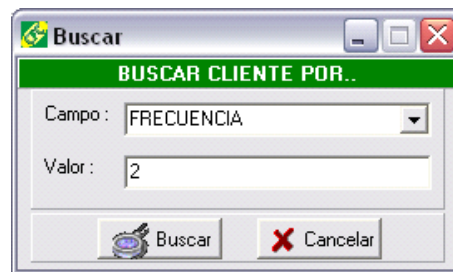 Buscar
BUSCAR CLIENTE POR..
Campo : FRECUENCIA
Valor : 2
Buscar Cancelar